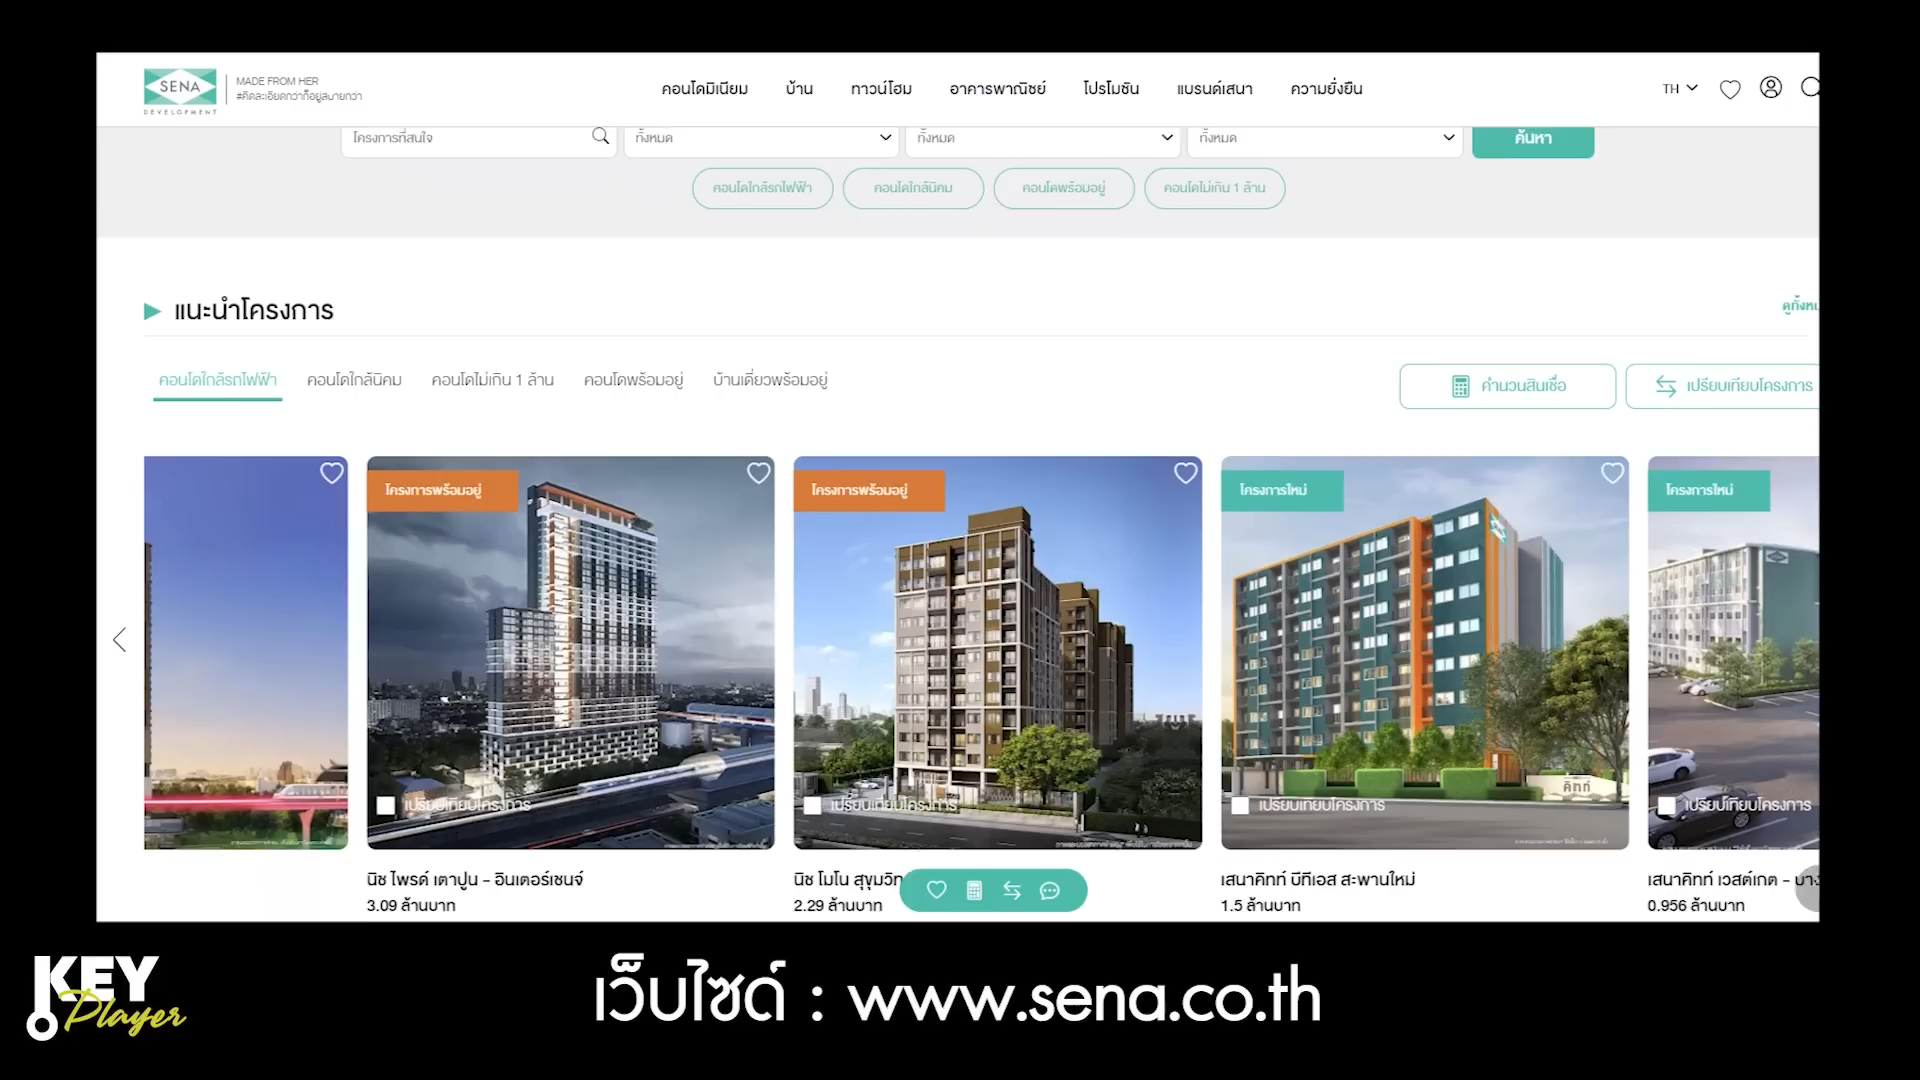 SENA
DEVELOPMENT
MADE FROM HER
#คิดละเอียดกว่าก็อยู่สบายกว่า
คอนโดมิเนียม บ้าน ทาวน์โฮม อาคารพาณิชย์ โปรโมชัน แบรนด์เสนา ความยั่งยืน
TH
โครงการที่สนใจ ทั้งหมด ทั้งหมด ทั้งหมด ค้นหา
คอนโดใกล้รถไฟฟ้า คอนโดใกล้นิคม คอนโดพร้อมอยู่ คอนโดไม่เกิน 1 ล้าน
แนะนำโครงการ
คอนโดใกล้รถไฟฟ้า คอนโดใกล้นิคม คอนโดไม่เกิน 1 ล้าน คอนโดพร้อมอยู่ บ้านเดี่ยวพร้อมอยู่
คำนวนสินเชื่อ เปรียบเทียบโครงการ
โครงการพร้อมอยู่ โครงการพร้อมอยู่ โครงการใหม่ โครงการใหม่
คิทท์
เปรียบเทียบโครงการ เปรียบเทียบโครงการ เปรียบเทียบโครงการ เปรียบเทียบโครงการ
นิช ไพรด์ เตาปูน – อินเตอร์เชนจ์
3.09 ล้านบาท
นิช โมโน สุขุมวิท
2.29 ล้านบาท
เสนาคิทท์ บีทีเอส สะพานใหม่
1.5 ล้านบาท
เสนาคิทท์ เวสต์เกต – บาง
0.956 ล้านบาท
KEY
Player
เว็บไซด์ : www.sena.co.th